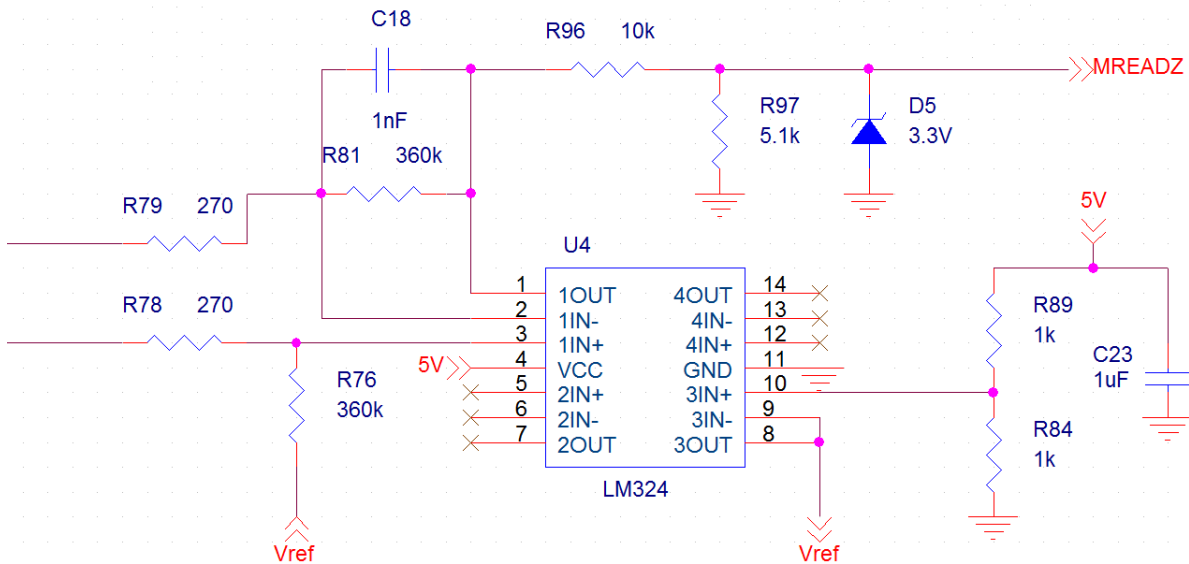 C18
1nF
R96 10k
MREADZ
R97
5.1k
D5
3.3V
R81 360k
R79 270
5V
U4
1 1OUT 4OUT 14
2 1IN- 4IN- 13
3 1IN+ 4IN+ 12
4 VCC GND 11
5 2IN+ 3IN+ 10
6 2IN- 3IN- 9
7 2OUT 3OUT 8
LM324
R78 270
5V
R76
360k
Vref
Vref
R89
1k
C23
1uF
R84
1k